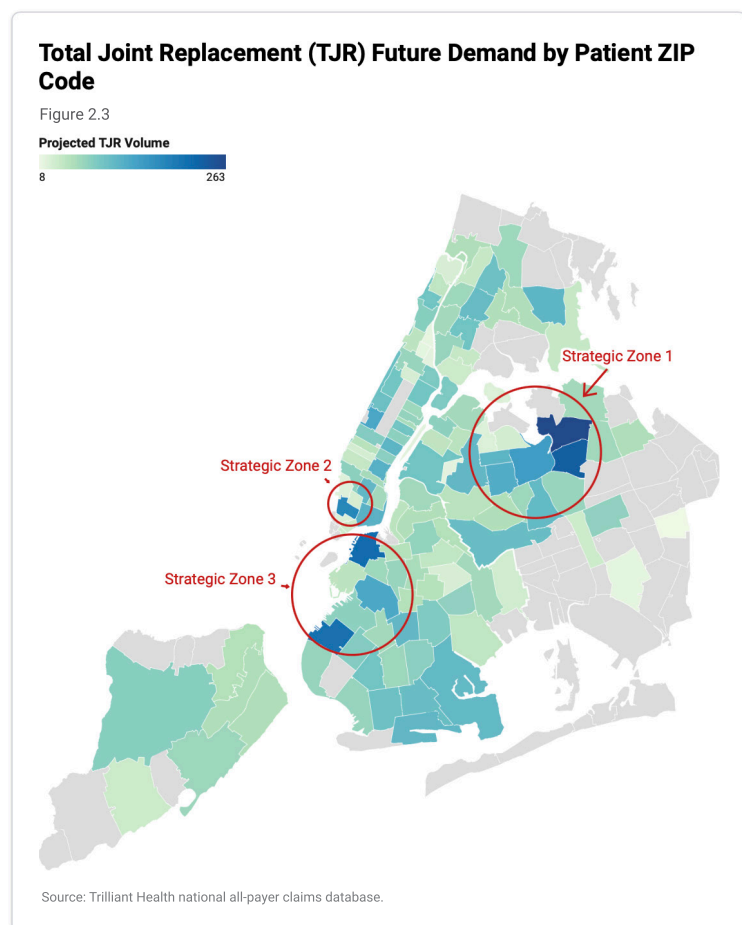 Total Joint Replacement (TJR) Future Demand by Patient ZIP
Code
Figure 2.3
Projected TJR Volume
8 263
Strategic Zone 1
Strategic Zone 2
Strategic Zone 3
Source: Trilliant Health national all-payer claims database.